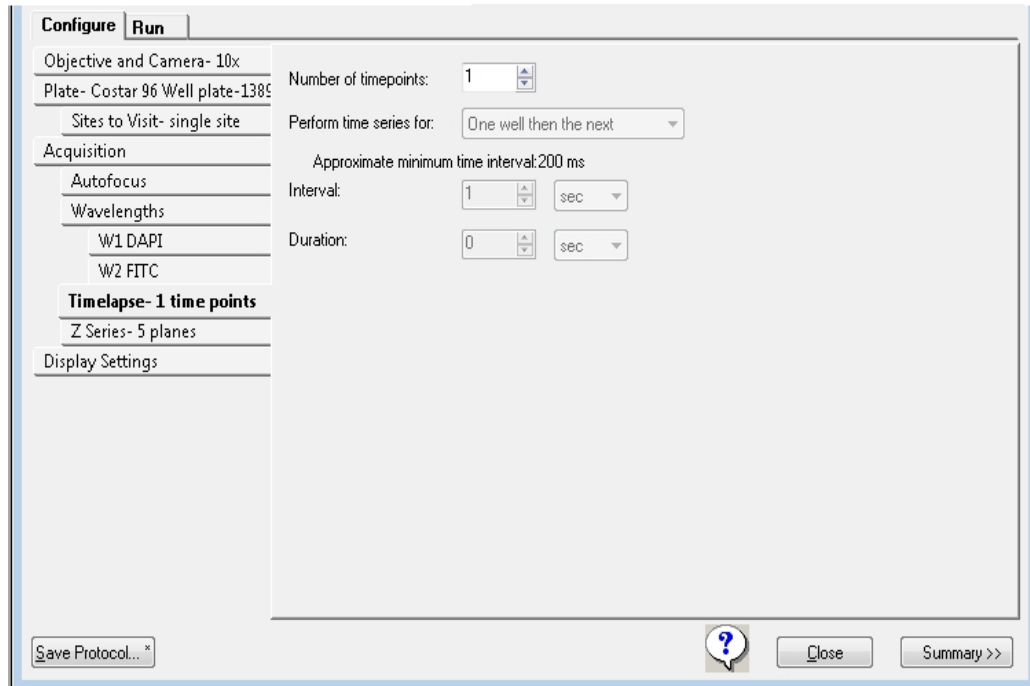 Configure Run
Objective and Camera- 10x
Plate- Costar 96 Well plate-1389
Sites to Visit- single site
Acquisition
Autofocus
Wavelengths
W1 DAPI
W2 FITC
Timelapse- 1 time points
Z Series- 5 planes
Display Settings
Number of timepoints: 1
Perform time series for: One well then the next
Approximate minimum time interval:200 ms
Interval: 1 sec
Duration: 0 sec
Save Protocol... *
?
Close
Summary >>